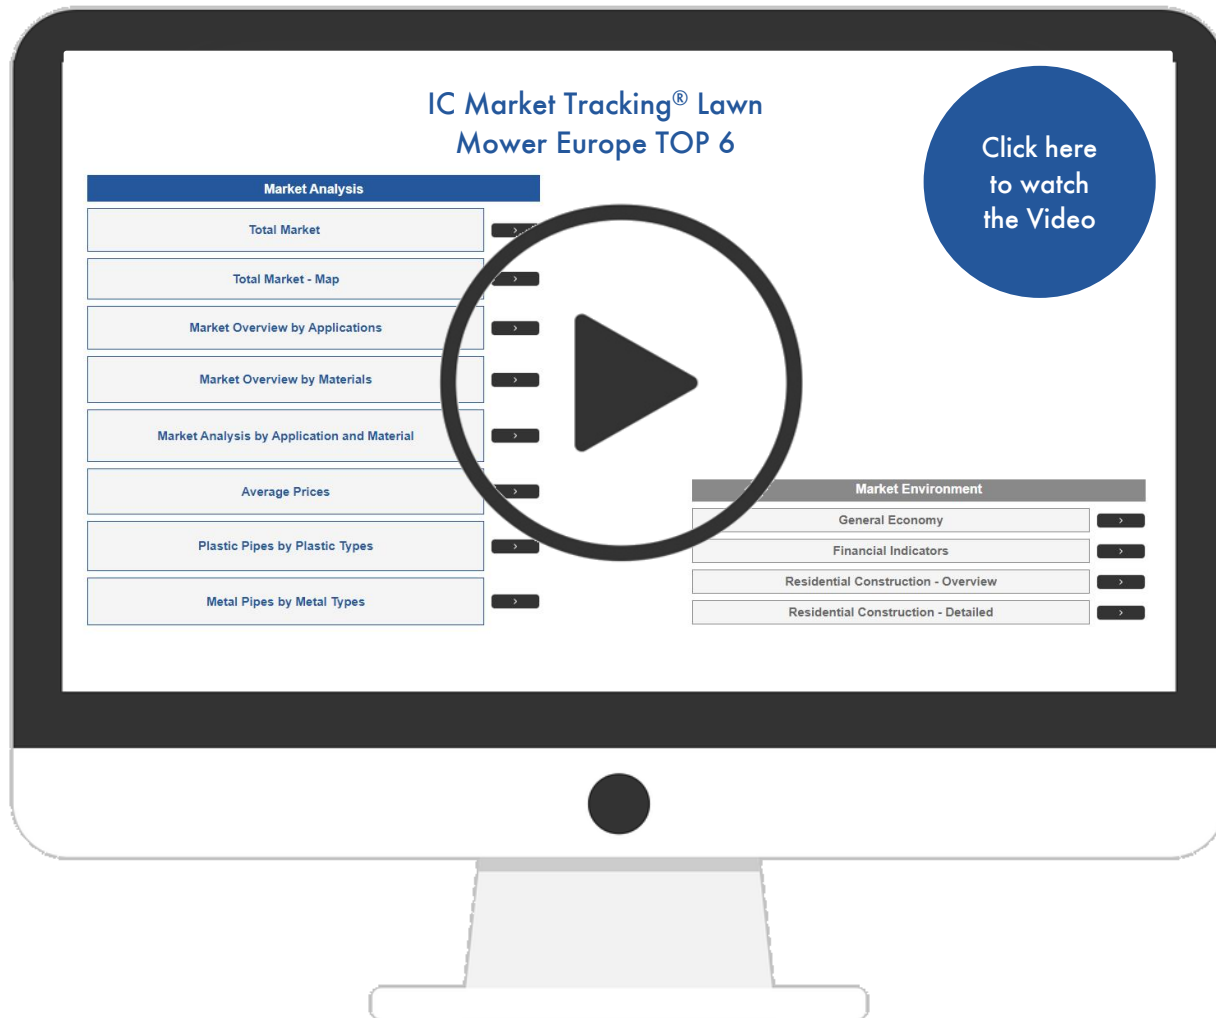 IC Market Tracking® Lawn
Mower Europe TOP 6
Click here
to watch
the Video
Market Analysis
Total Market
Total Market - Map
Market Overview by Applications
Market Overview by Materials
Market Analysis by Application and Material
Average Prices
Plastic Pipes by Plastic Types
Metal Pipes by Metal Types
Market Environment
General Economy
Financial Indicators
Residential Construction - Overview
Residential Construction - Detailed